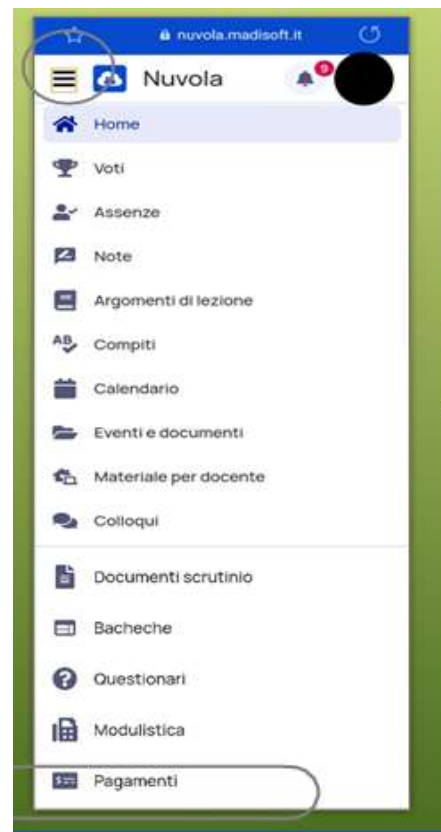 nuvola.madisoft.it
Nuvola
9
Home
Voti
Assenze
Note
Argomenti di lezione
AB
Compiti
Calendario
Eventi e documenti
Materiale per docente
Colloqui
Documenti scrutinio
Bacheche
Questionari
Modulistica
Pagamenti